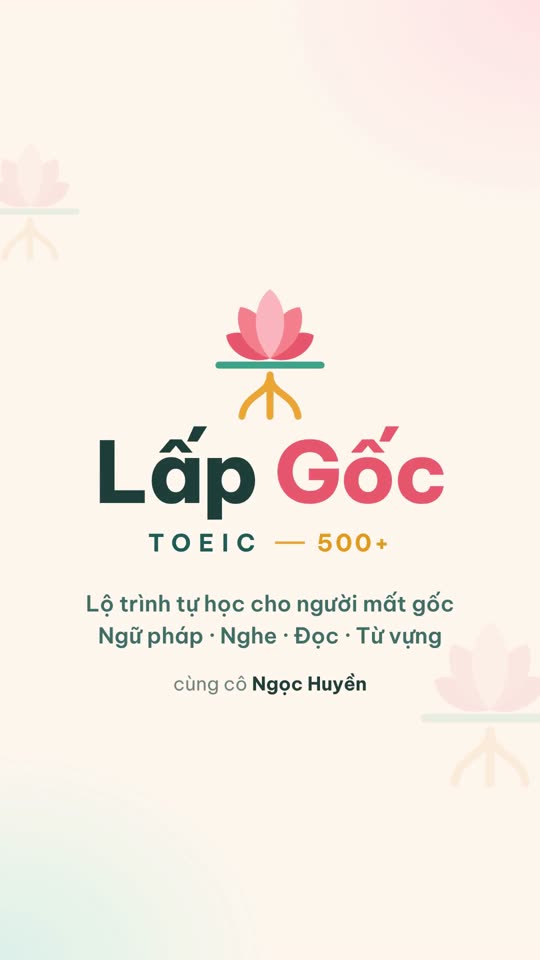 Lấp Gốc
TOEIC — 500+
Lộ trình tự học cho người mất gốc
Ngữ pháp · Nghe · Đọc · Từ vựng
cùng cô Ngọc Huyền